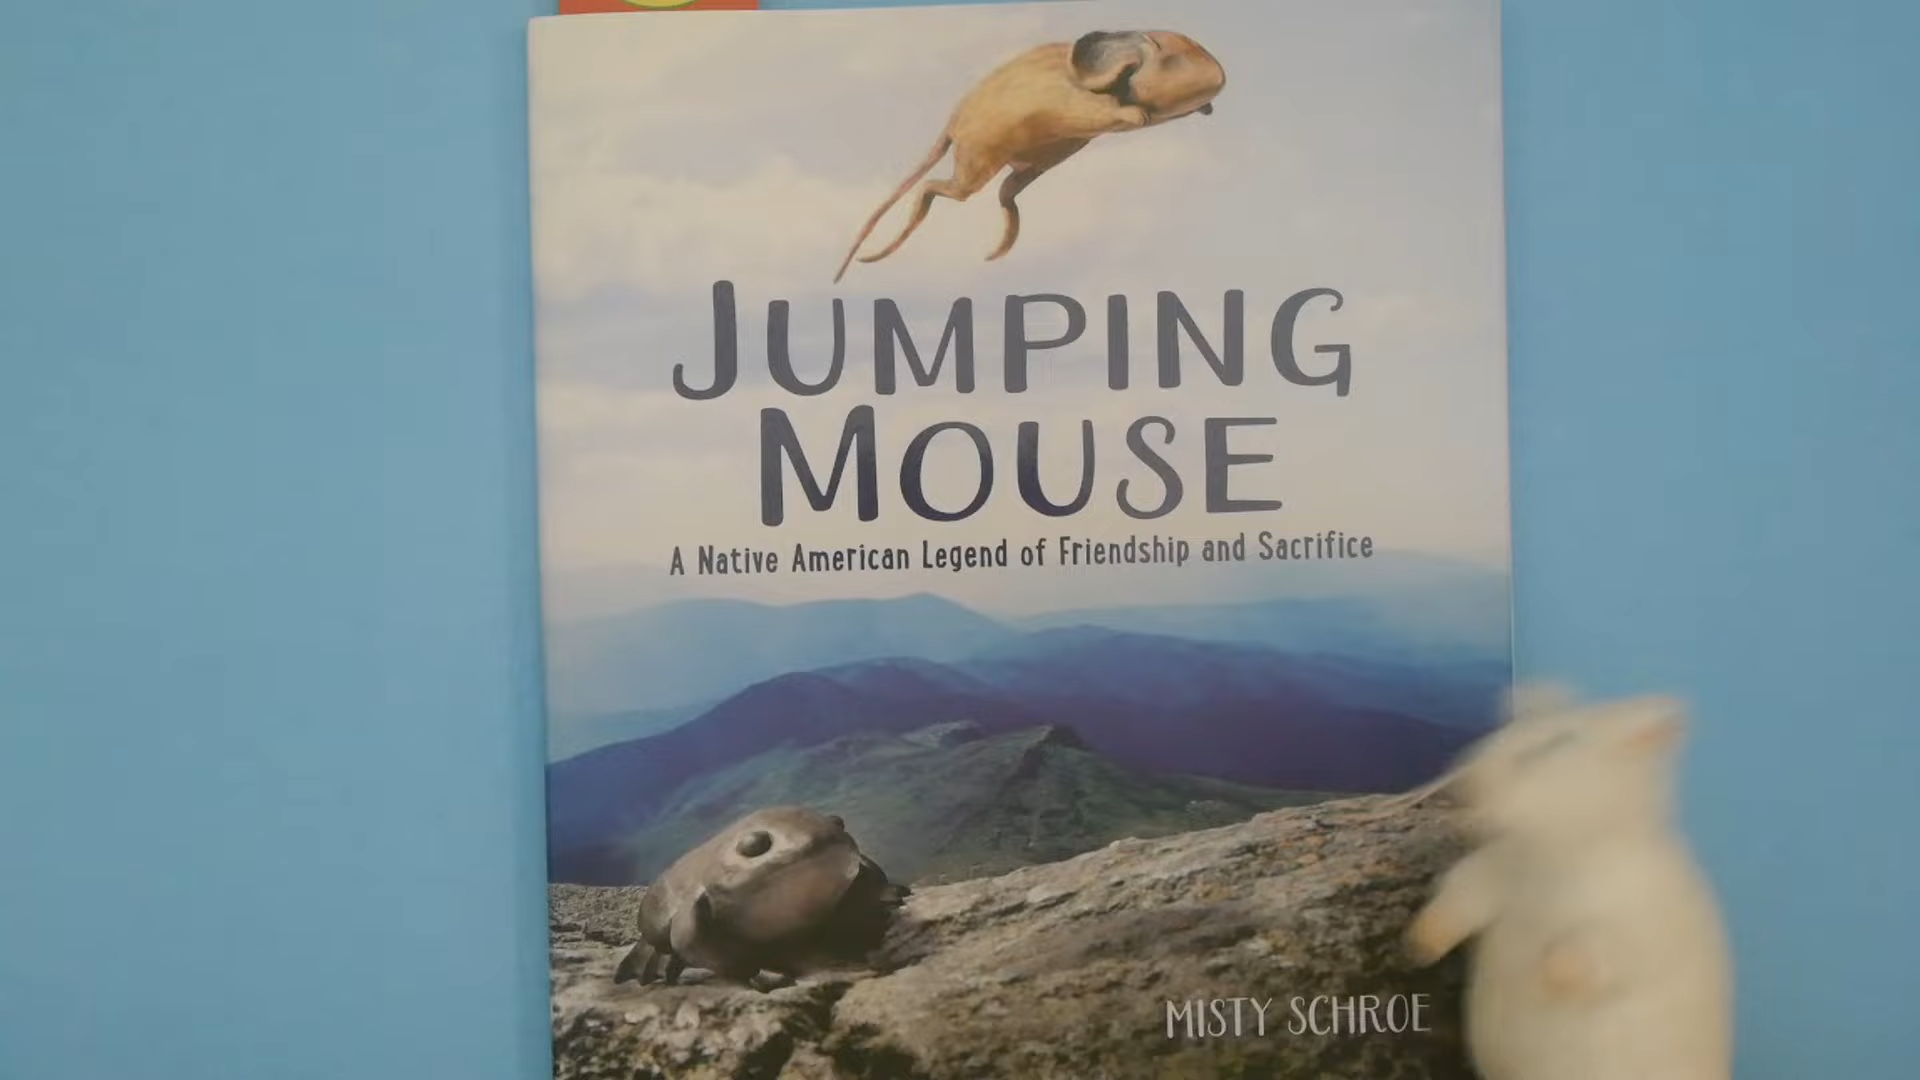 JUMPING
MOUSE
A Native American Legend of Friendship and Sacrifice
MISTY SCHROE